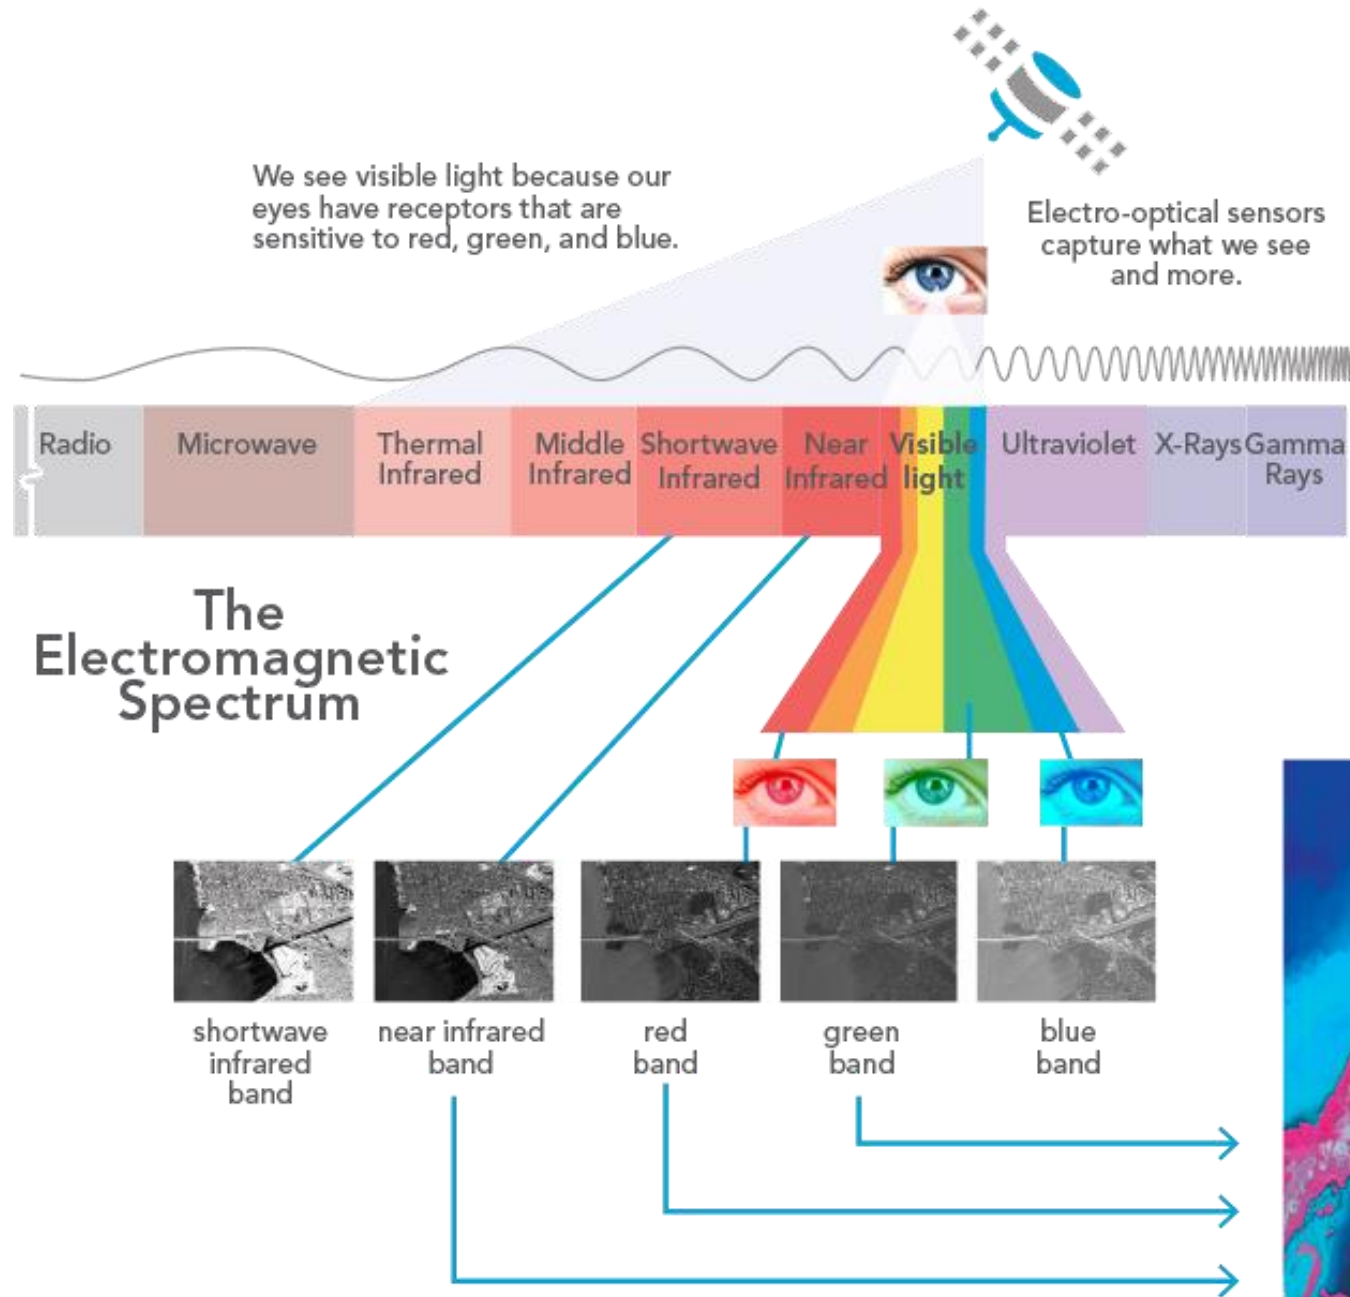 We see visible light because our
eyes have receptors that are
sensitive to red, green, and blue.
Electro-optical sensors
capture what we see
and more.
Radio
Microwave
Thermal
Infrared
Middle
Infrared
Shortwave
Infrared
Near
Infrared
Visible
light
Ultraviolet
X-Rays
Gamma
Rays
The
Electromagnetic
Spectrum
shortwave
infrared
band
near infrared
band
red
band
green
band
blue
band